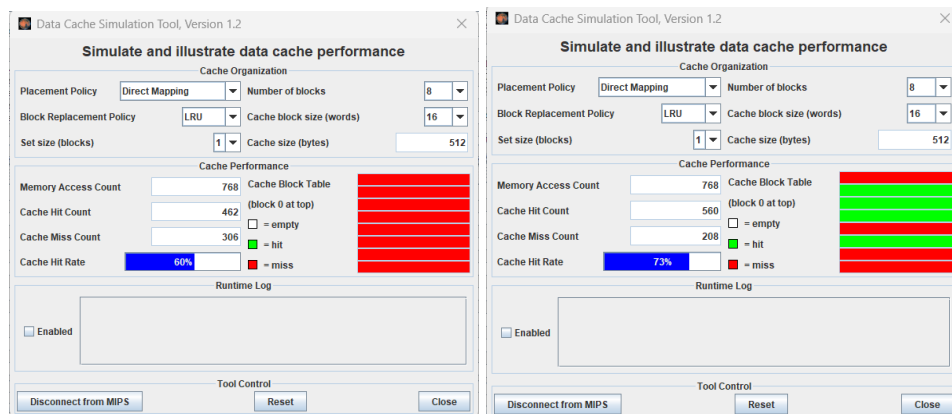 Data Cache Simulation Tool, Version 1.2
Simulate and illustrate data cache performance
Cache Organization
Placement Policy Direct Mapping Number of blocks 8
Block Replacement Policy LRU Cache block size (words) 16
Set size (blocks) 1 Cache size (bytes) 512
Cache Performance
Memory Access Count 768 Cache Block Table
Cache Hit Count 462 (block 0 at top)
= empty
Cache Miss Count 306
= hit
Cache Hit Rate 60% = miss
Runtime Log
Enabled
Tool Control
Disconnect from MIPS Reset Close
Data Cache Simulation Tool, Version 1.2
Simulate and illustrate data cache performance
Cache Organization
Placement Policy Direct Mapping Number of blocks 8
Block Replacement Policy LRU Cache block size (words) 16
Set size (blocks) 1 Cache size (bytes) 512
Cache Performance
Memory Access Count 768 Cache Block Table
Cache Hit Count 560 (block 0 at top)
= empty
Cache Miss Count 208
= hit
Cache Hit Rate 73% = miss
Runtime Log
Enabled
Tool Control
Disconnect from MIPS Reset Close